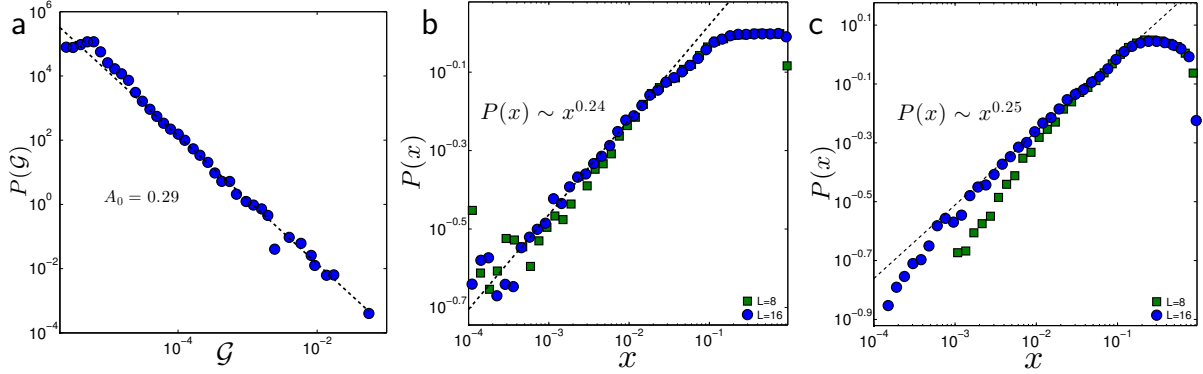 a
10^6
10^4
10^2
10^0
10^{-2}
10^{-4}
P(𝒢)
A_0 = 0.29
10^{-4}
10^{-2}
𝒢
b
10^{-0.1}
10^{-0.3}
10^{-0.5}
10^{-0.7}
P(x)
P(x) ∼ x^{0.24}
L=8
L=16
10^{-4}
10^{-3}
10^{-2}
10^{-1}
x
c
10^{0.1}
10^{-0.1}
10^{-0.3}
10^{-0.5}
10^{-0.7}
10^{-0.9}
P(x)
P(x) ∼ x^{0.25}
L=8
L=16
10^{-4}
10^{-3}
10^{-2}
10^{-1}
x